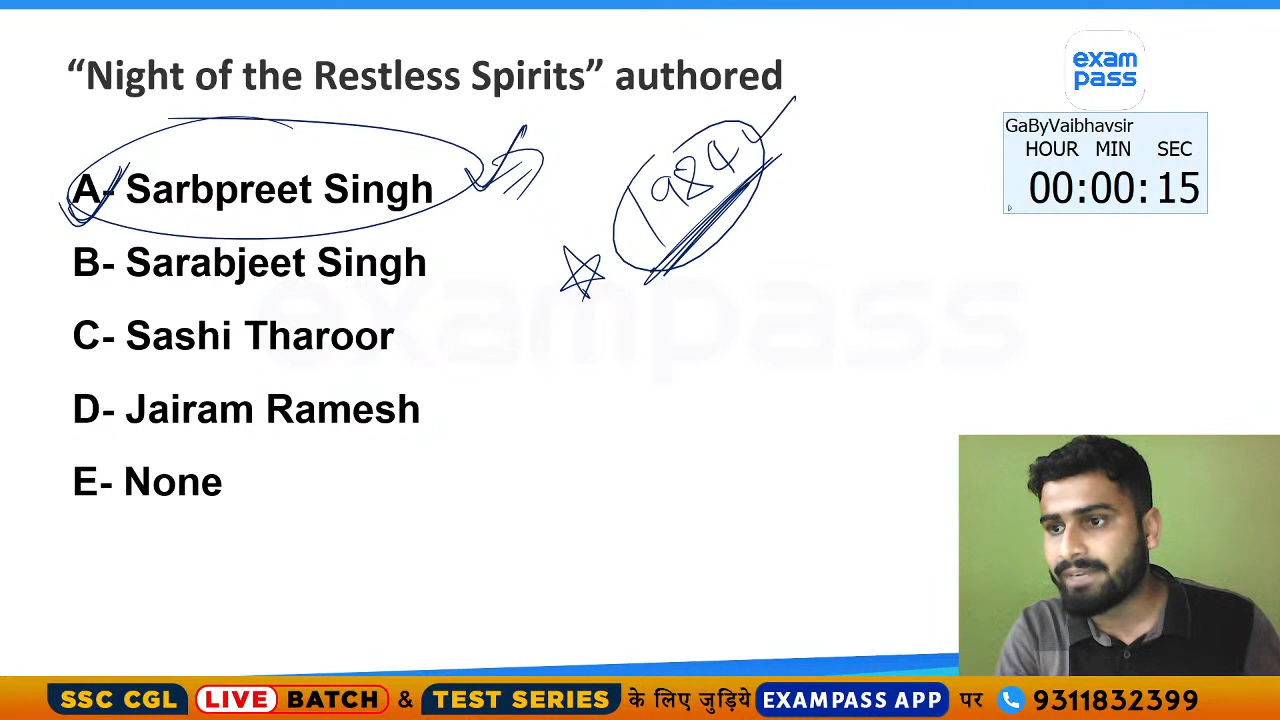 “Night of the Restless Spirits” authored
exam
pass
GaByVaibhavsir
HOUR MIN SEC
00:00:15
A- Sarbpreet Singh
1984
B- Sarabjeet Singh
C- Sashi Tharoor
D- Jairam Ramesh
E- None
exampass
SSC CGL LIVE BATCH & TEST SERIES के लिए जुड़िये EXAMPASS APP पर 9311832399